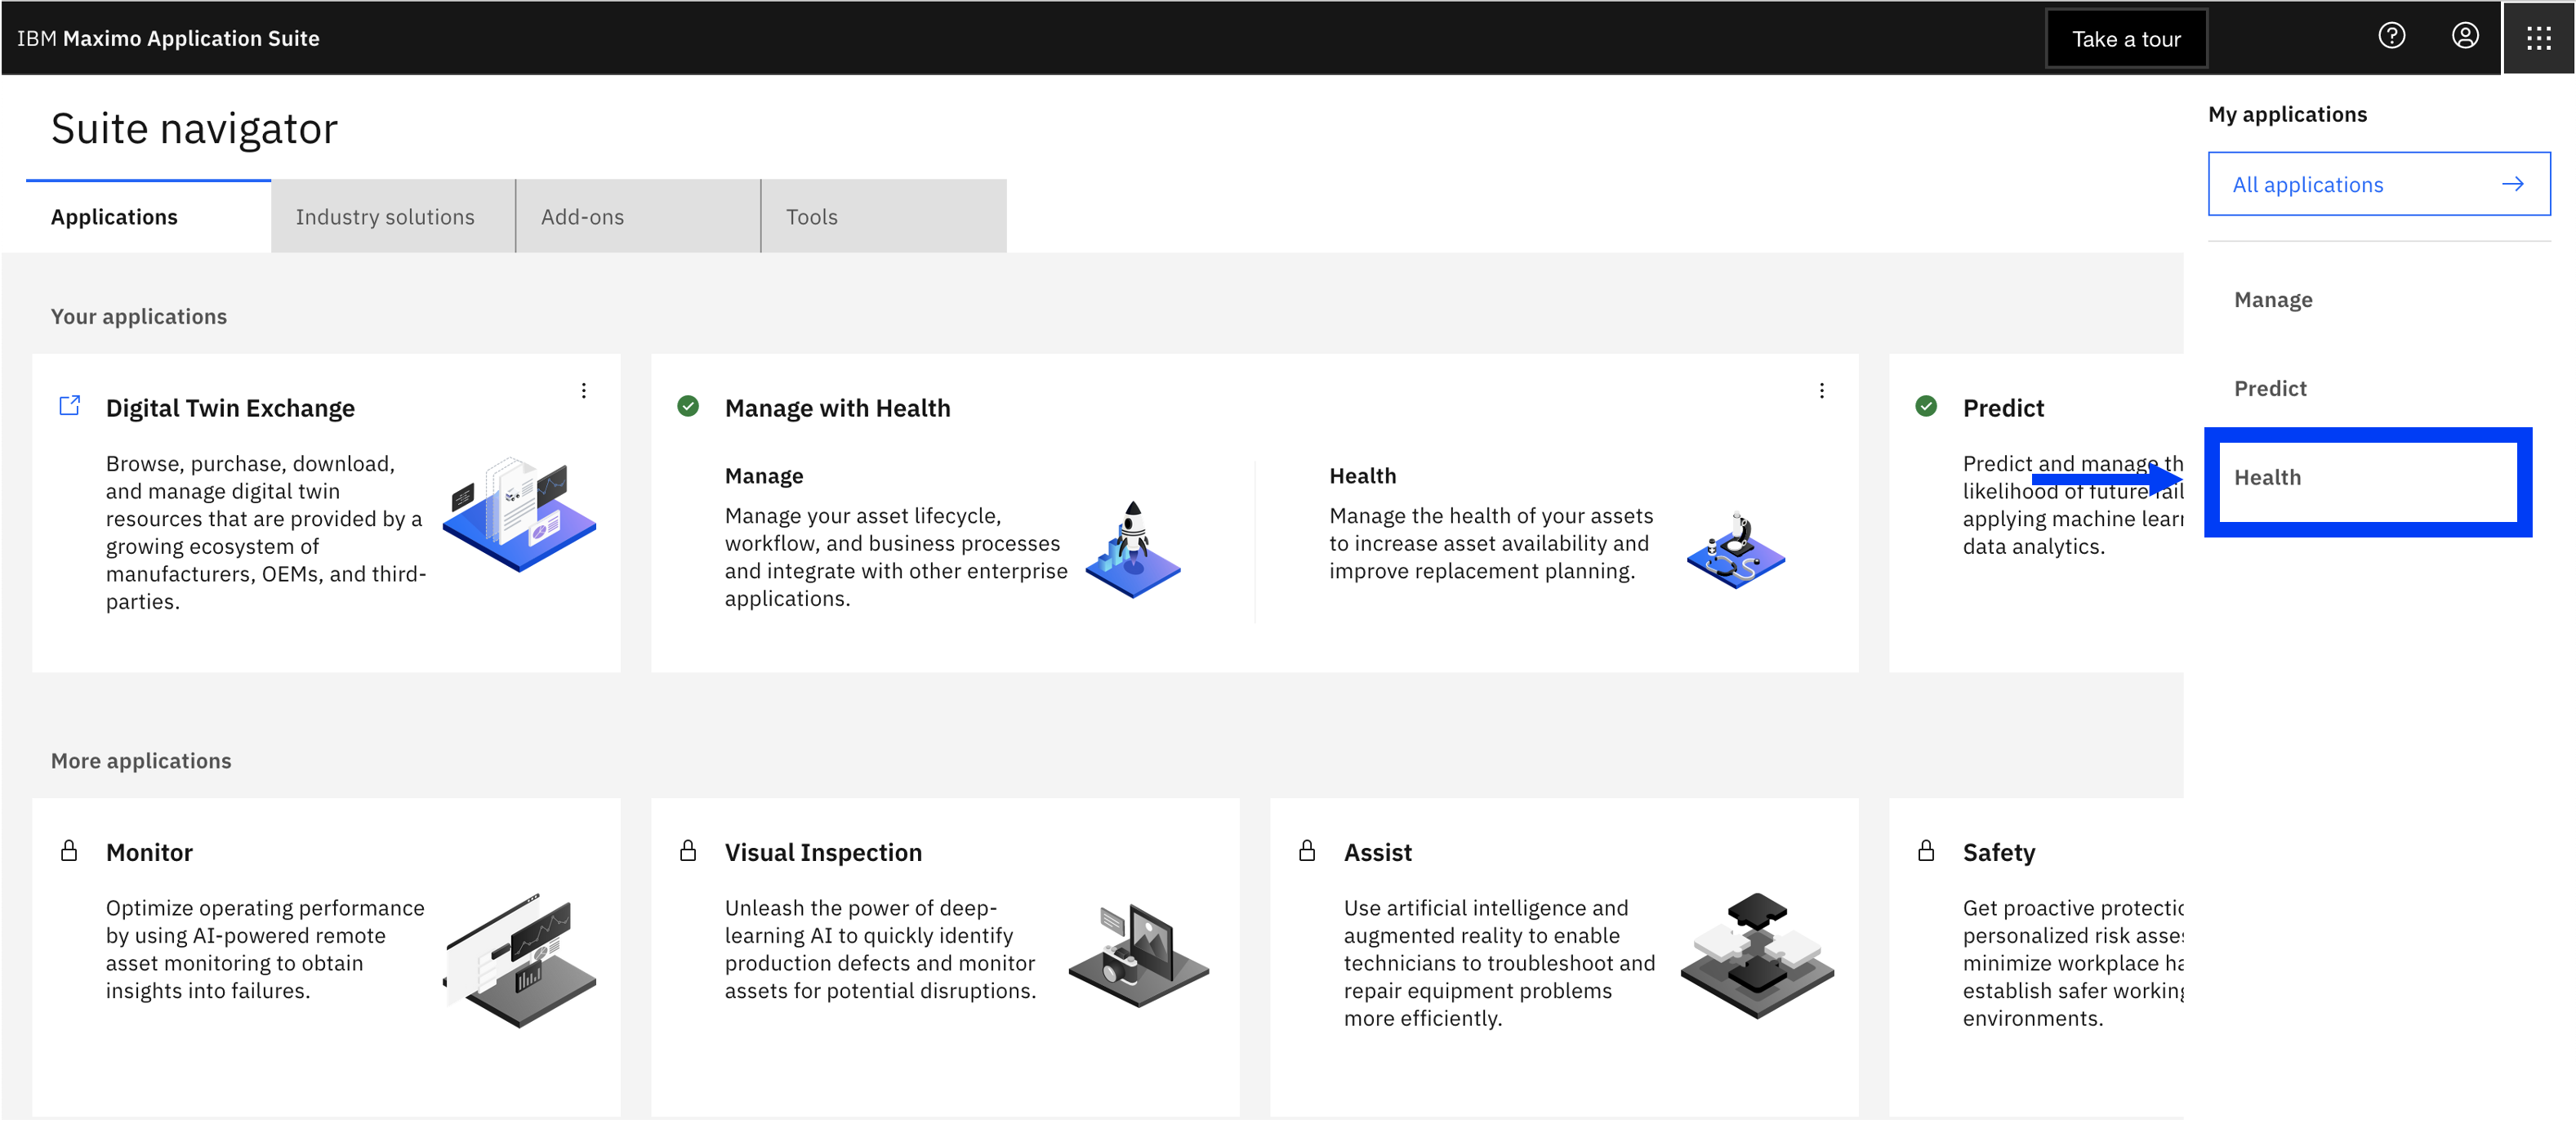 IBM Maximo Application Suite
Take a tour
Suite navigator
My applications
All applications
Applications
Industry solutions
Add-ons
Tools
Manage
Predict
Health
Your applications
Digital Twin Exchange
Browse, purchase, download,
and manage digital twin
resources that are provided by a
growing ecosystem of
manufacturers, OEMs, and third-
parties.
Manage with Health
Manage
Manage your asset lifecycle,
workflow, and business processes
and integrate with other enterprise
applications.
Health
Manage the health of your assets
to increase asset availability and
improve replacement planning.
Predict
Predict and manage th
likelihood of future fail
applying machine lear
data analytics.
More applications
Monitor
Optimize operating performance
by using AI-powered remote
asset monitoring to obtain
insights into failures.
Visual Inspection
Unleash the power of deep-
learning AI to quickly identify
production defects and monitor
assets for potential disruptions.
Assist
Use artificial intelligence and
augmented reality to enable
technicians to troubleshoot and
repair equipment problems
more efficiently.
Safety
Get proactive protectio
personalized risk asse
minimize workplace ha
establish safer working
environments.